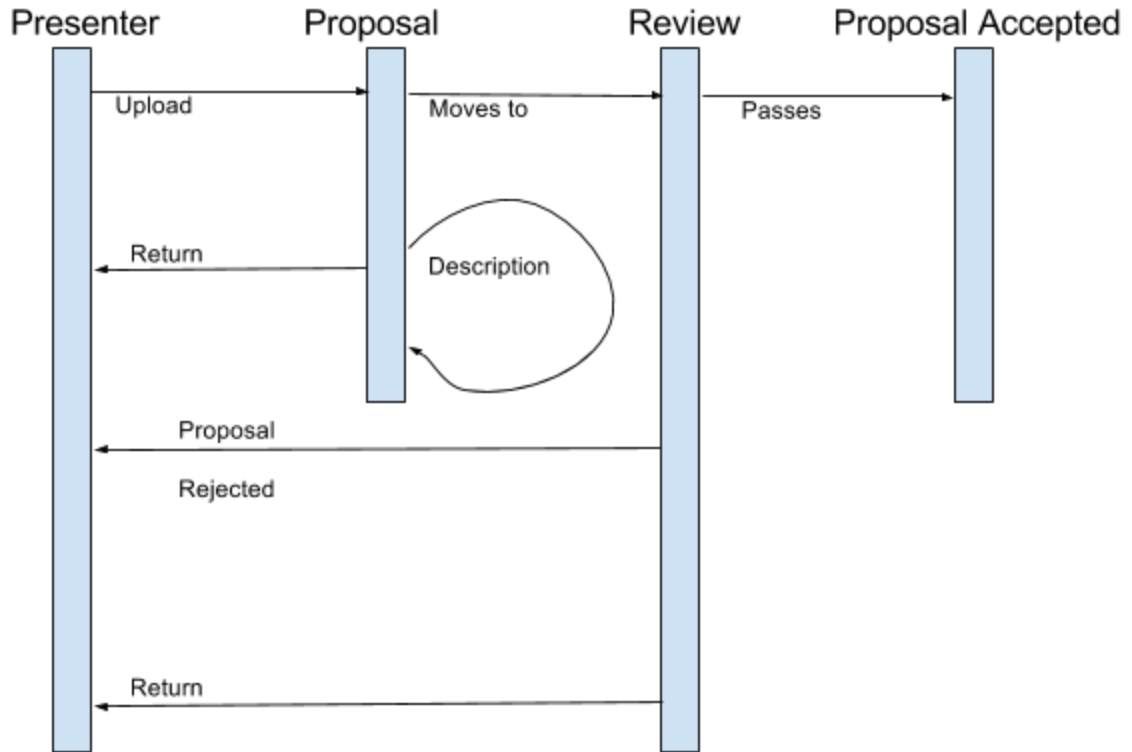 Presenter
Proposal
Review
Proposal Accepted
Upload
Moves to
Passes
Return
Description
Proposal
Rejected
Return